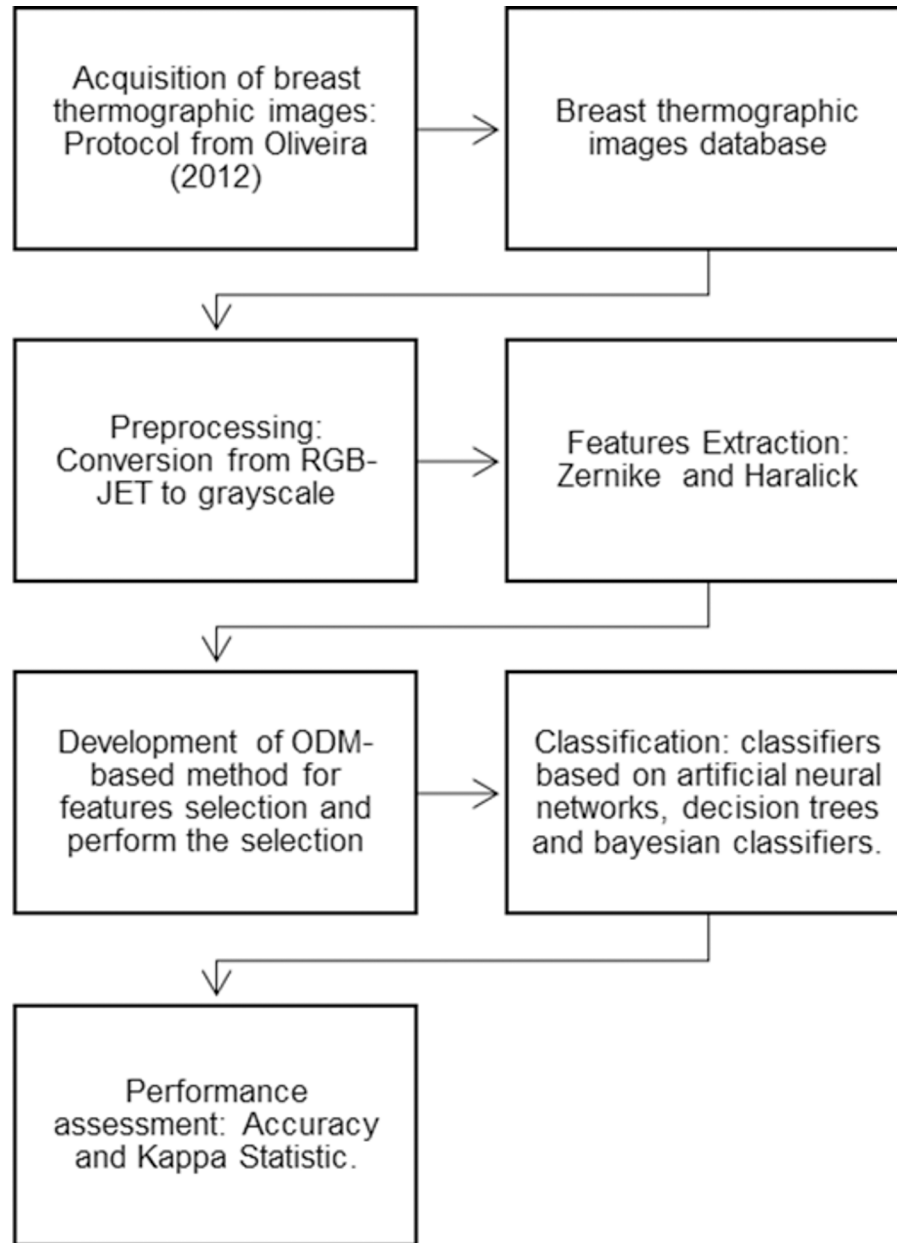 Acquisition of breast
thermographic images:
Protocol from Oliveira
(2012)
Breast thermographic
images database
Preprocessing:
Conversion from RGB-
JET to grayscale
Features Extraction:
Zernike and Haralick
Development of ODM-
based method for
features selection and
perform the selection
Classification: classifiers
based on artificial neural
networks, decision trees
and bayesian classifiers.
Performance
assessment: Accuracy
and Kappa Statistic.